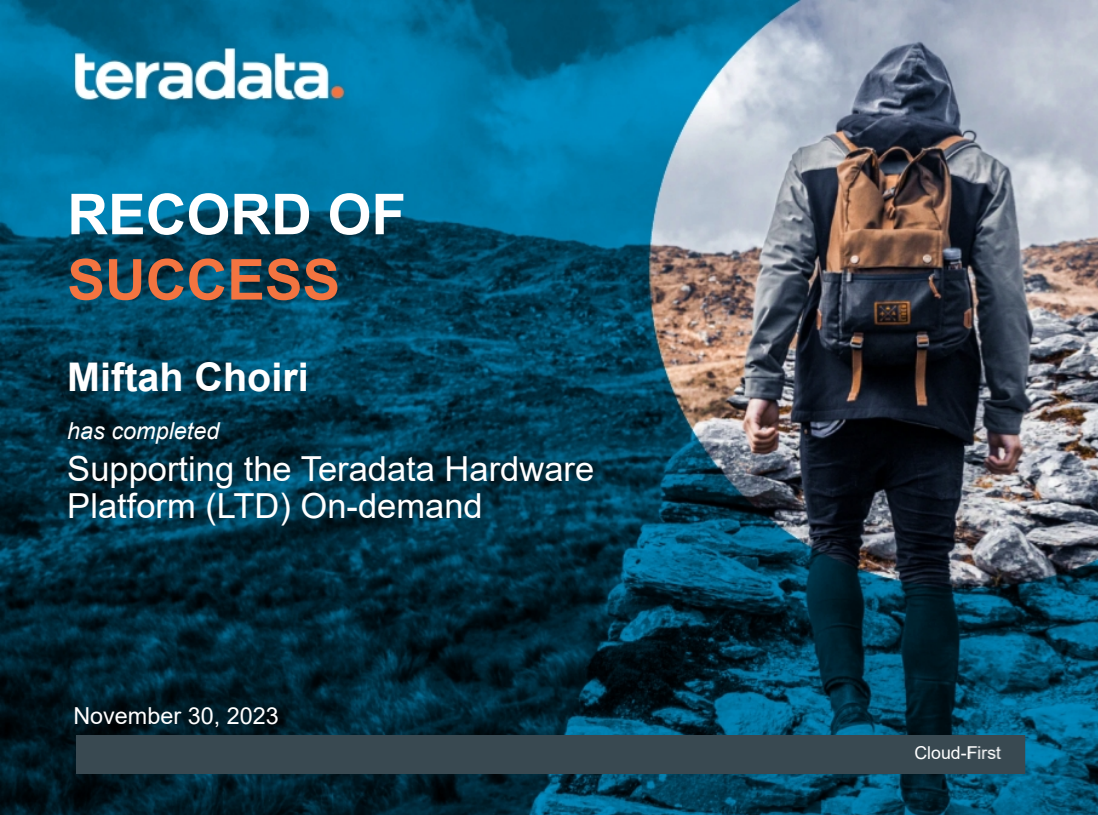 teradata.
RECORD OF
SUCCESS
Miftah Choiri
has completed
Supporting the Teradata Hardware
Platform (LTD) On-demand
November 30, 2023
Cloud-First